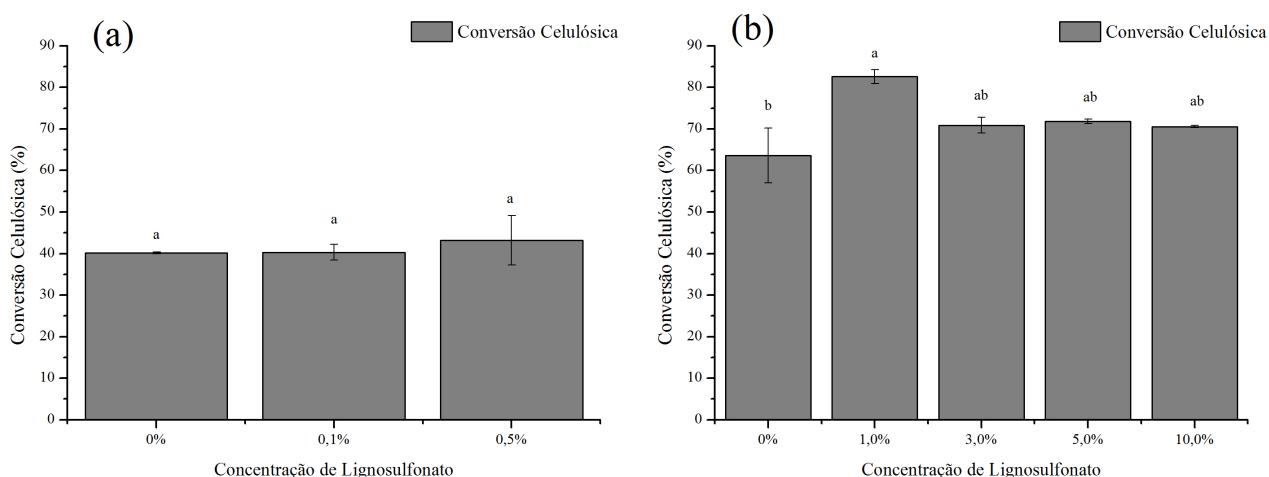 (a)
Conversão Celulósica
90
80
70
60
50
40
30
20
10
0
Conversão Celulósica (%)
a
a
a
0%
0,1%
0,5%
Concentração de Lignosulfonato
(b)
Conversão Celulósica
90
80
70
60
50
40
30
20
10
0
Conversão Celulósica (%)
b
a
ab
ab
ab
0%
1,0%
3,0%
5,0%
10,0%
Concentração de Lignosulfonato